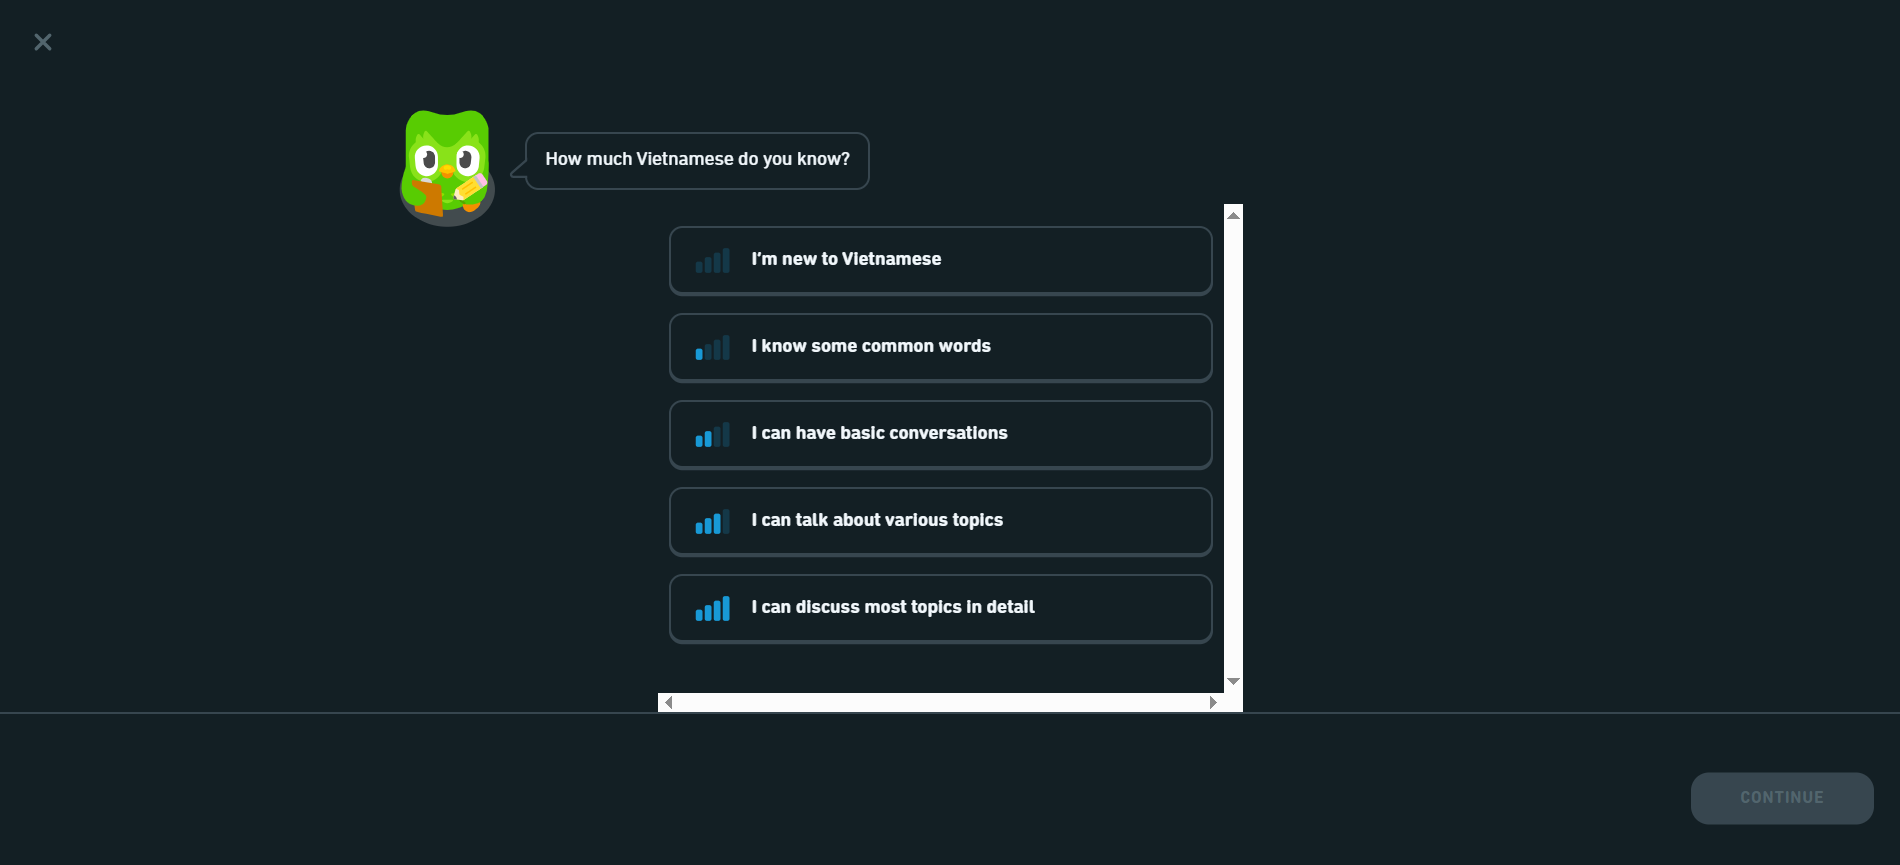 How much Vietnamese do you know?
I'm new to Vietnamese
I know some common words
I can have basic conversations
I can talk about various topics
I can discuss most topics in detail
CONTINUE